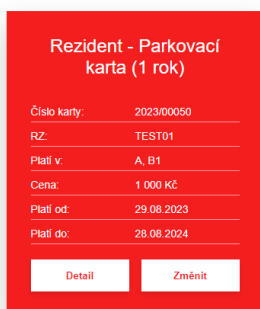 Rezident - Parkovací
karta (1 rok)
Číslo karty: 2023/00050
RZ: TEST01
Platí v: A, B1
Cena: 1 000 Kč
Platí od: 29.08.2023
Platí do: 28.08.2024
Detail Změnit